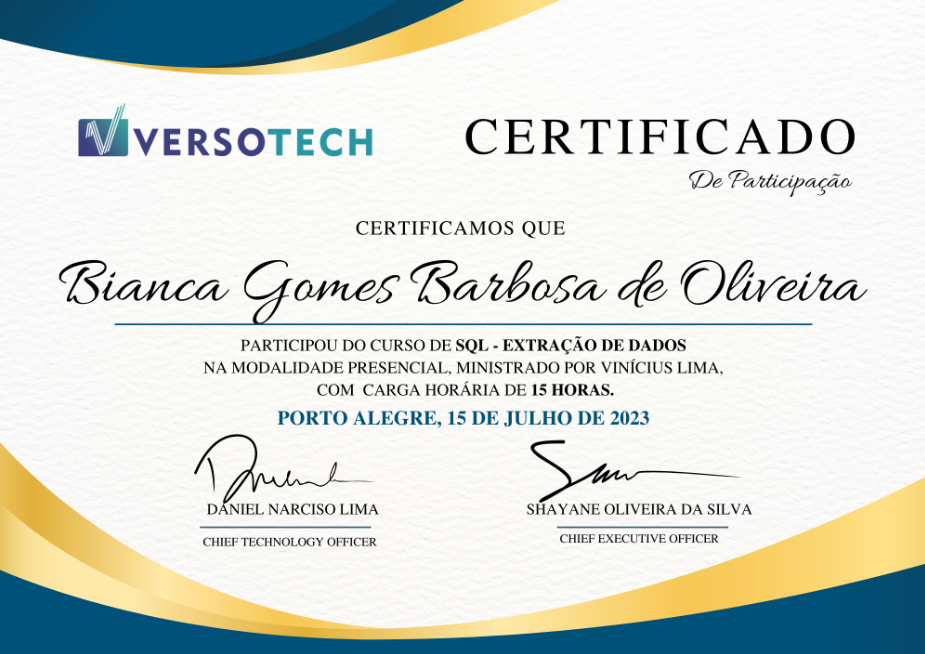 VERSOTECH
CERTIFICADO
De Participação
CERTIFICAMOS QUE
Bianca Gomes Barbosa de Oliveira
PARTICIPOU DO CURSO DE SQL - EXTRAÇÃO DE DADOS
NA MODALIDADE PRESENCIAL, MINISTRADO POR VINÍCIUS LIMA,
COM CARGA HORÁRIA DE 15 HORAS.
PORTO ALEGRE, 15 DE JULHO DE 2023
DANIEL NARCISO LIMA
CHIEF TECHNOLOGY OFFICER
SHAYANE OLIVEIRA DA SILVA
CHIEF EXECUTIVE OFFICER